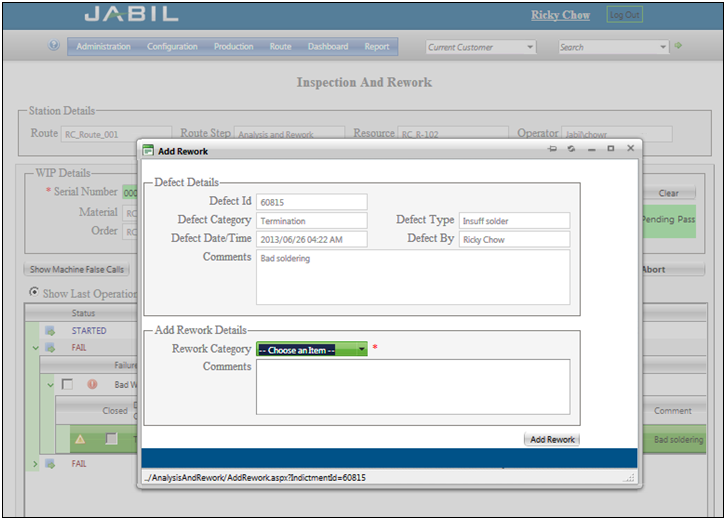 JABIL
Ricky Chow Log Out
Administration Configuration Production Route Dashboard Report Current Customer Search
Inspection And Rework
Station Details
Route RC_Route_001 Route Step Analysis and Rework Resource RC_R-102 Operator Jabil\chowr
WIP Details
* Serial Number 000 Clear
Material RC
Order RC
Pending Pass
Show Machine False Calls Abort
Show Last Operation
Status
STARTED
FAIL
Failure
Bad W
Closed Comment
Bad soldering
FAIL
Add Rework
Defect Details
Defect Id 60815
Defect Category Termination Defect Type Insuff solder
Defect Date/Time 2013/06/26 04:22 AM Defect By Ricky Chow
Comments Bad soldering
Add Rework Details
Rework Category -- Choose an Item -- *
Comments
Add Rework
../AnalysisAndRework/AddRework.aspx?IndictmentId=60815